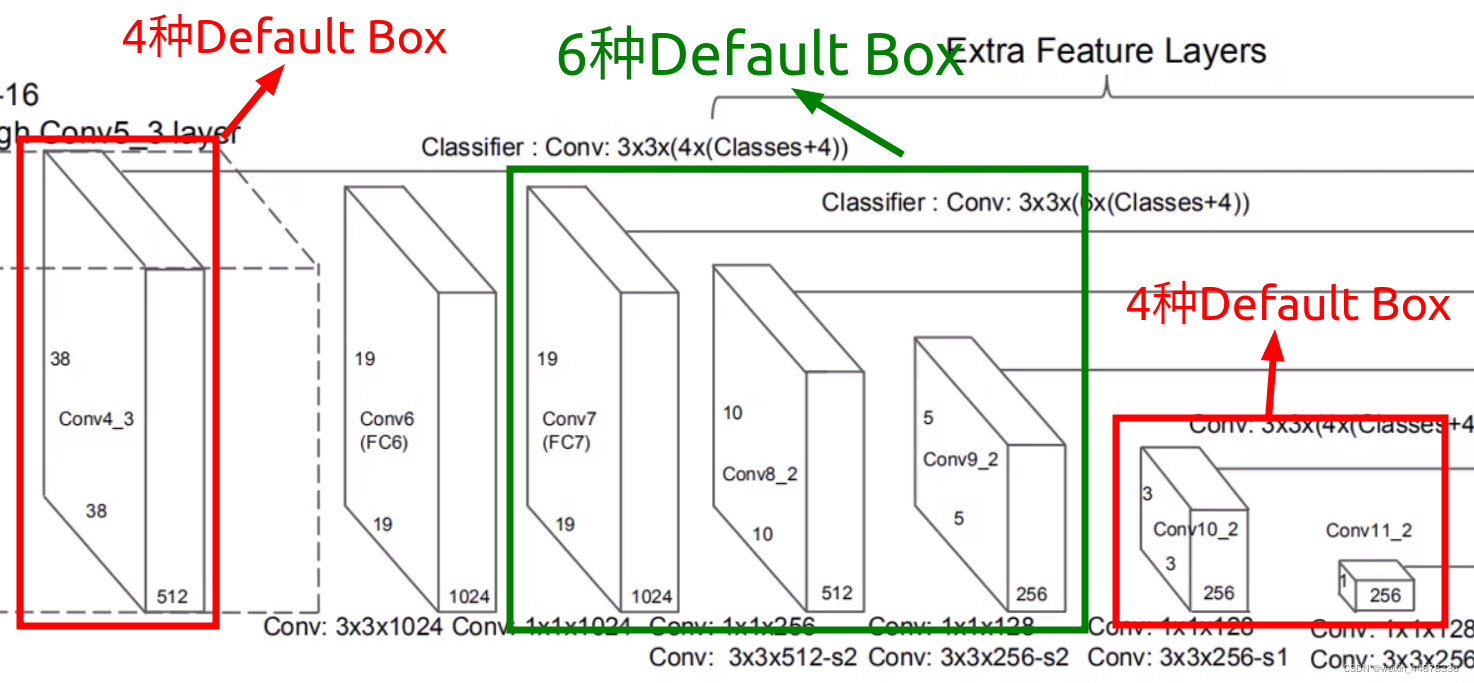 4种Default Box
6种Default Box
Extra Feature Layers
-16
gh Conv5_3 layer
Classifier : Conv: 3x3x(4x(Classes+4))
Classifier : Conv: 3x3x(6x(Classes+4))
4种Default Box
Conv: 3x3x(4x(Classes+4
38
Conv4_3
38
512
19
Conv6
(FC6)
19
1024
19
Conv7
(FC7)
19
1024
10
Conv8_2
10
512
5
Conv9_2
5
256
3
Conv10_2
3
256
Conv11_2
1
256
Conv: 3x3x1024
Conv: 1x1x1024
Conv: 1x1x256
Conv: 3x3x512-s2
Conv: 1x1x128
Conv: 3x3x256-s2
Conv: 1x1x128
Conv: 3x3x256-s1
Conv: 1x1x128
Conv: 3x3x256
CSDN @weixin_44878336